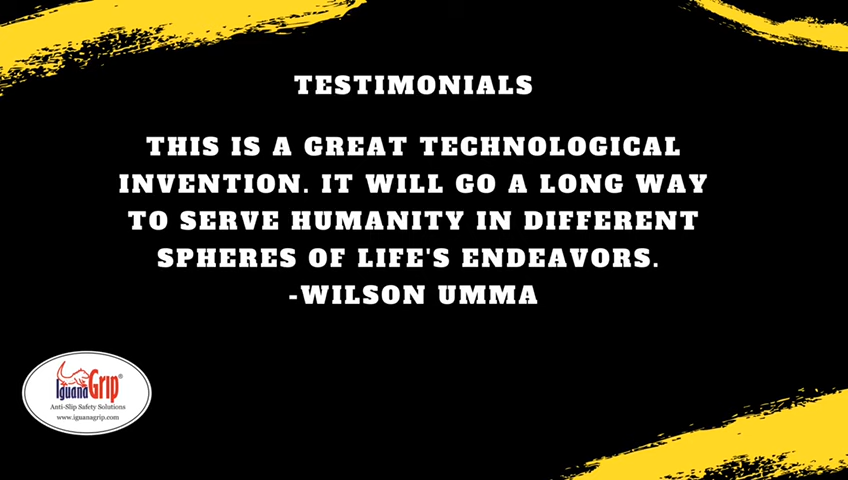 TESTIMONIALS
THIS IS A GREAT TECHNOLOGICAL
INVENTION. IT WILL GO A LONG WAY
TO SERVE HUMANITY IN DIFFERENT
SPHERES OF LIFE'S ENDEAVORS.
-WILSON UMMA
IguanaGrip®
Anti-Slip Safety Solutions
www.iguanagrip.com